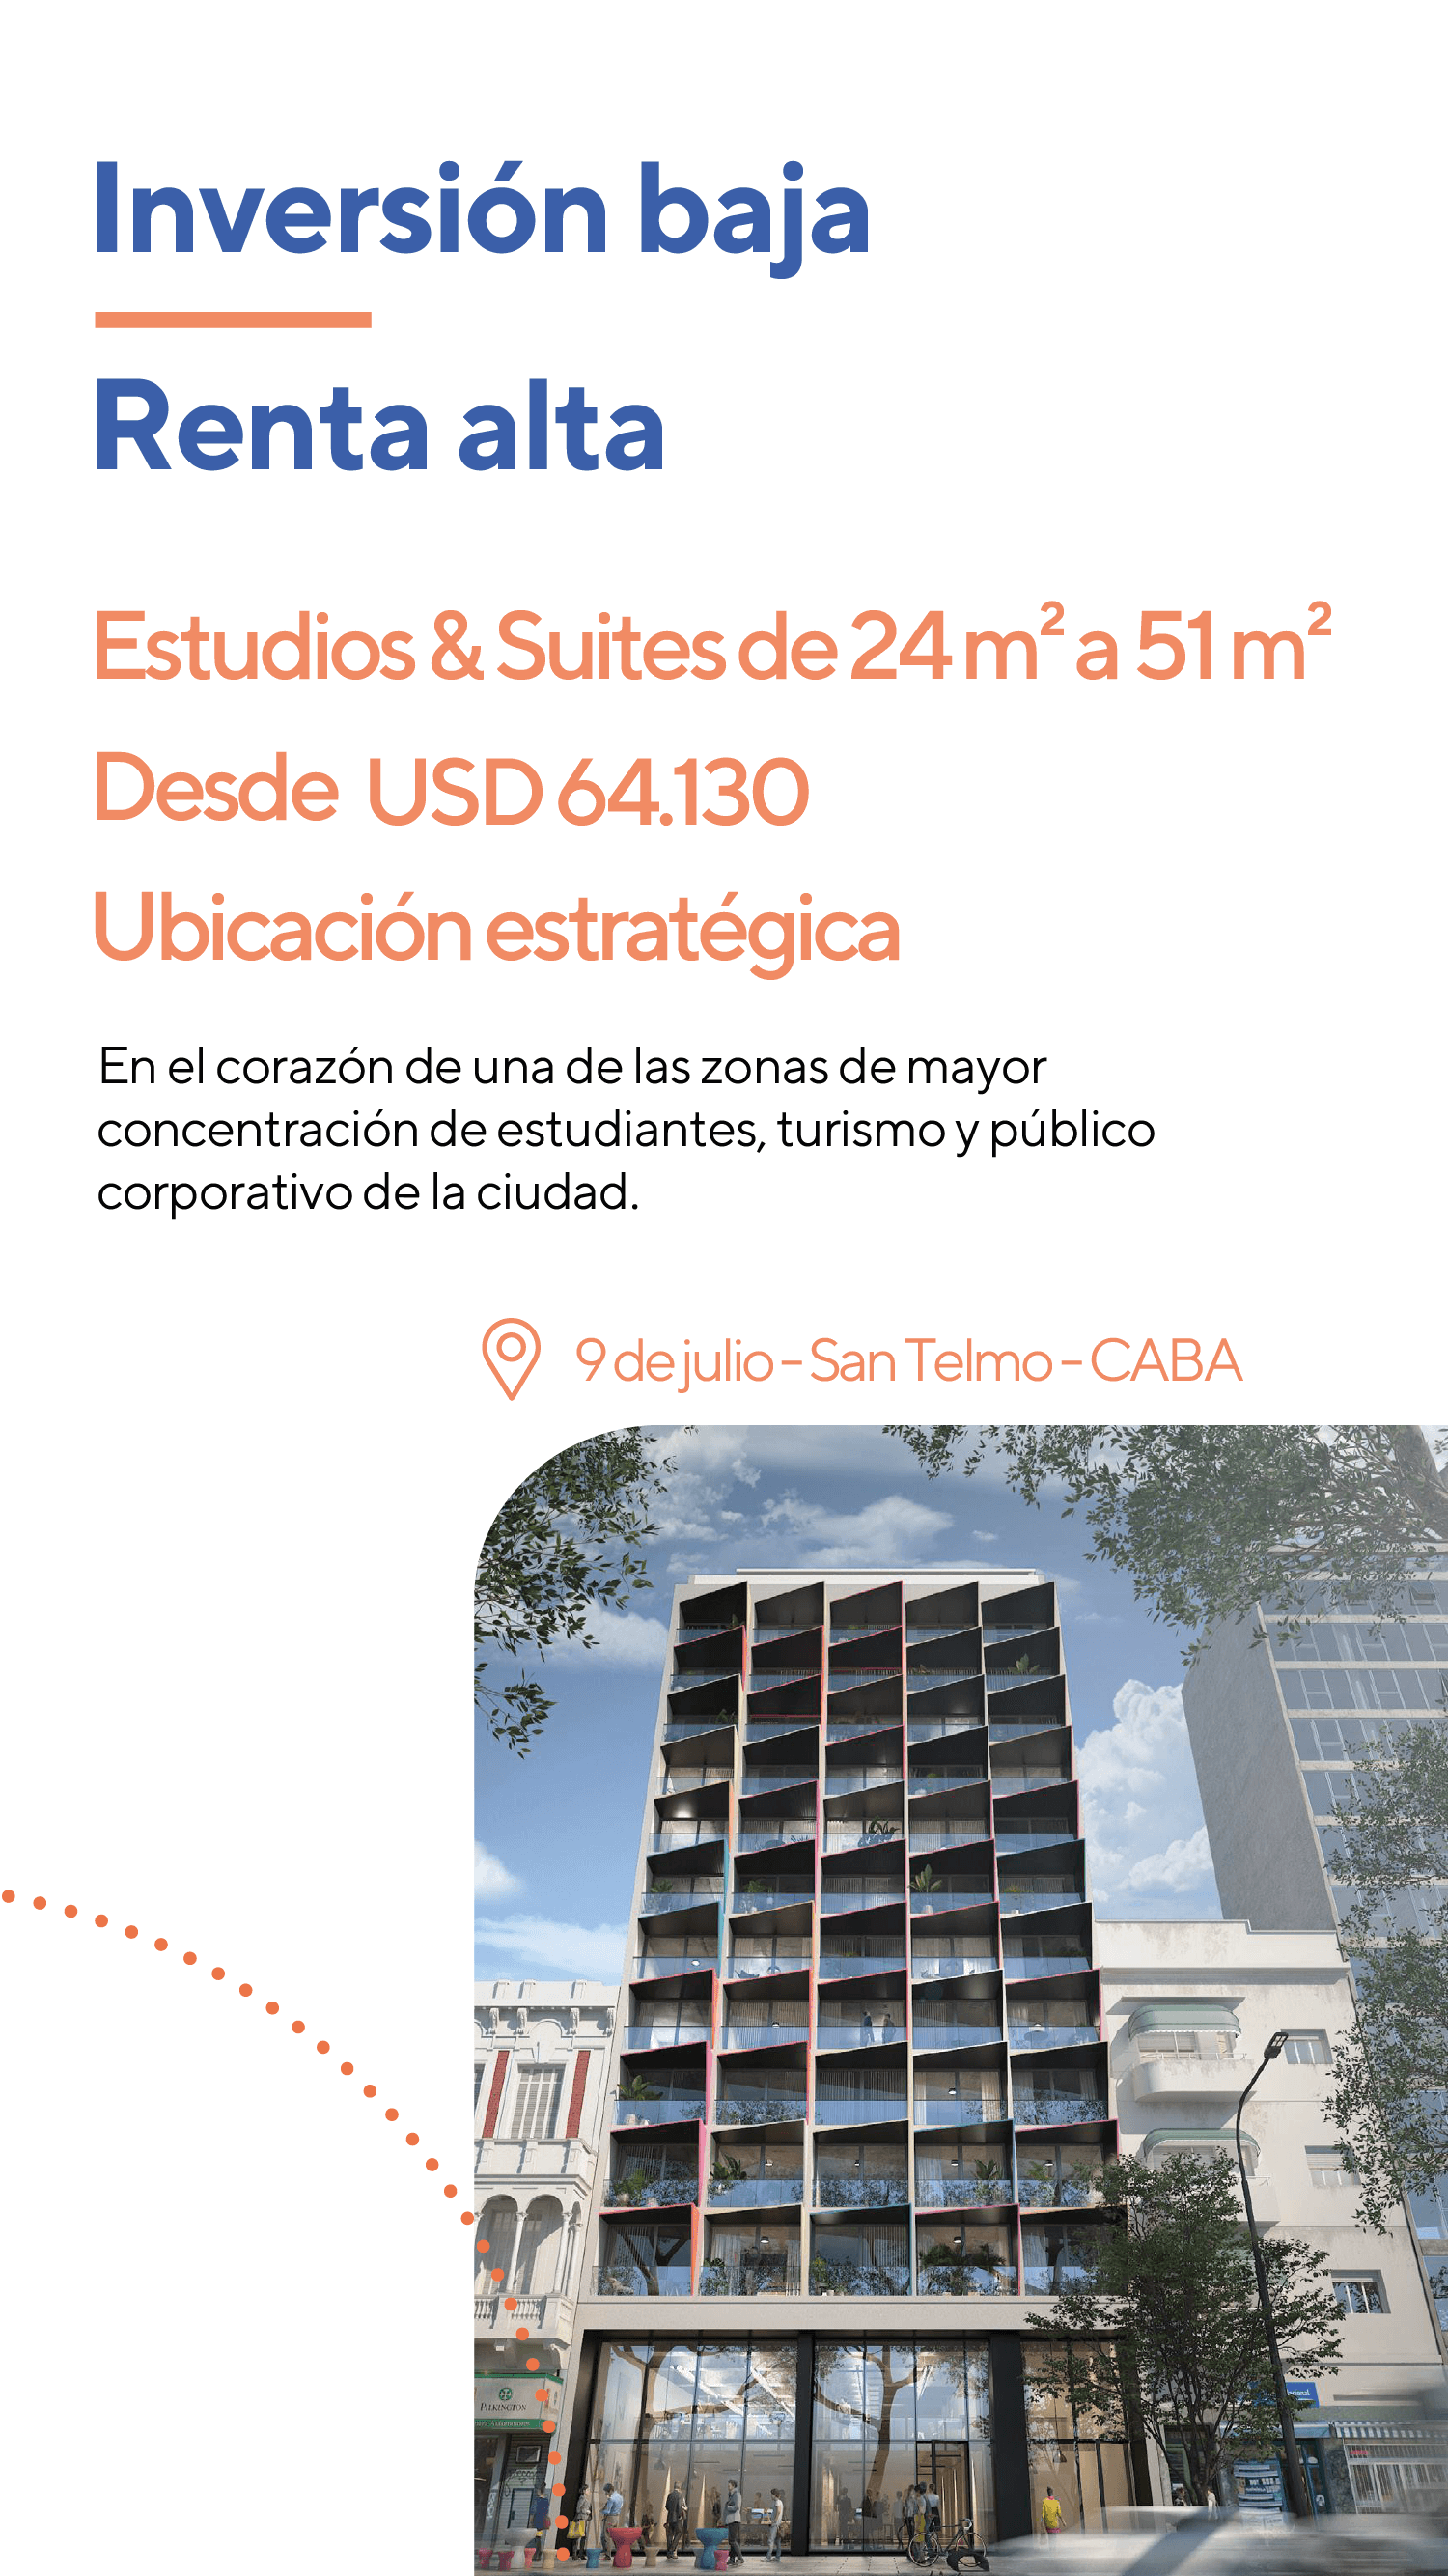 Inversión baja
Renta alta
Estudios & Suites de 24 m² a 51 m²
Desde USD 64.130
Ubicación estratégica
En el corazón de una de las zonas de mayor
concentración de estudiantes, turismo y público
corporativo de la ciudad.
9 de julio - San Telmo - CABA
PILKINGTON